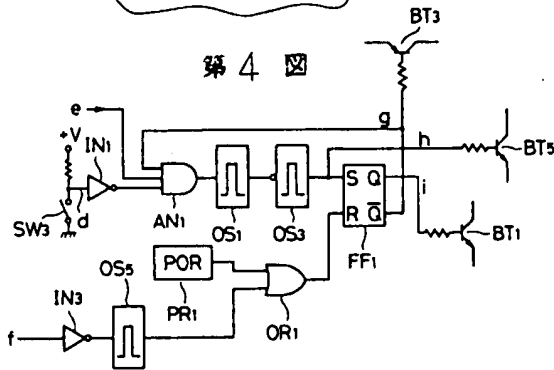 第4図
BT3
e
+V
IN1
g
h
BT5
SW3
d
AN1
OS1
OS3
S Q
i
R Q̅
FF1
BT1
OS5
POR
PR1
OR1
IN3
f